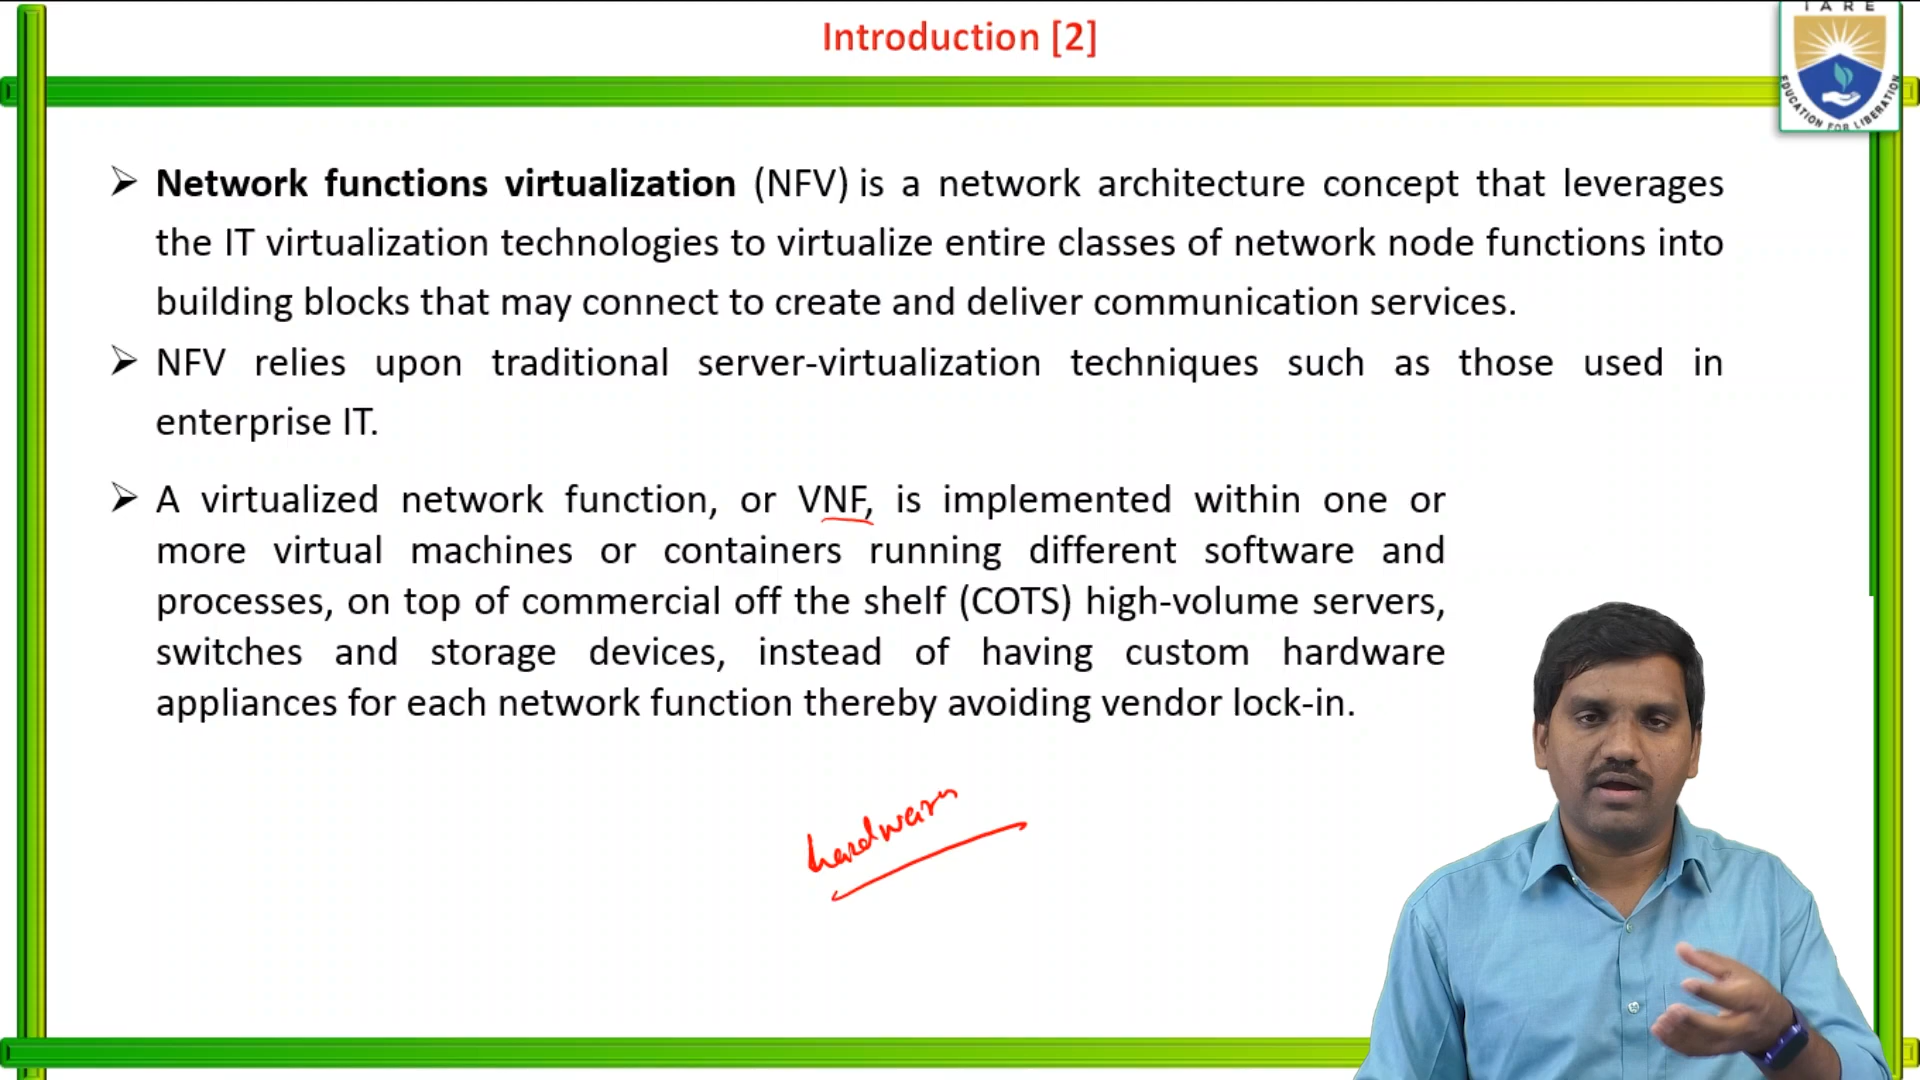 Introduction [2]
IARE
EDUCATION FOR LIBERATION
➢ Network functions virtualization (NFV) is a network architecture concept that leverages
the IT virtualization technologies to virtualize entire classes of network node functions into
building blocks that may connect to create and deliver communication services.
➢ NFV relies upon traditional server-virtualization techniques such as those used in
enterprise IT.
➢ A virtualized network function, or VNF, is implemented within one or
more virtual machines or containers running different software and
processes, on top of commercial off the shelf (COTS) high-volume servers,
switches and storage devices, instead of having custom hardware
appliances for each network function thereby avoiding vendor lock-in.
hardware